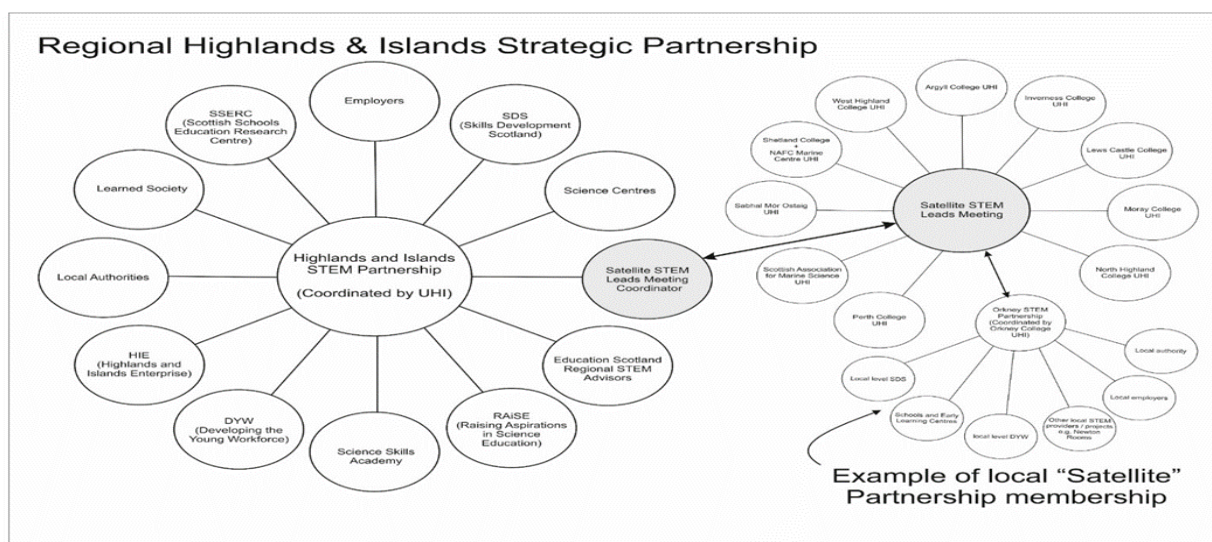 Regional Highlands & Islands Strategic Partnership
Employers
SSERC
(Scottish Schools
Education Research
Centre)
SDS
(Skills Development
Scotland)
Learned Society
Science Centres
Local Authorities
Highlands and Islands
STEM Partnership
(Coordinated by UHI)
Satellite STEM
Leads Meeting
Coordinator
HIE
(Highlands and
Islands Enterprise)
Education Scotland
Regional STEM
Advisors
DYW
(Developing the
Young Workforce)
RAiSE
(Raising Aspirations
in Science
Education)
Science Skills
Academy
Argyll College UHI
West Highland
College UHI
Inverness College
UHI
Shetland College
+
NAFC Marine
Centre UHI
Lews Castle College
UHI
Sabhal Mòr Ostaig
UHI
Satellite STEM
Leads Meeting
Moray College
UHI
Scottish Association
for Marine Science
UHI
North Highland
College UHI
Perth College
UHI
Orkney STEM
Partnership
(Coordinated by
Orkney College
UHI)
Local authority
Local level SDS
Local employers
Schools and Early
Learning Centres
local level DYW
Other local STEM
providers / projects
e.g. Newton
Rooms
Example of local “Satellite”
Partnership membership